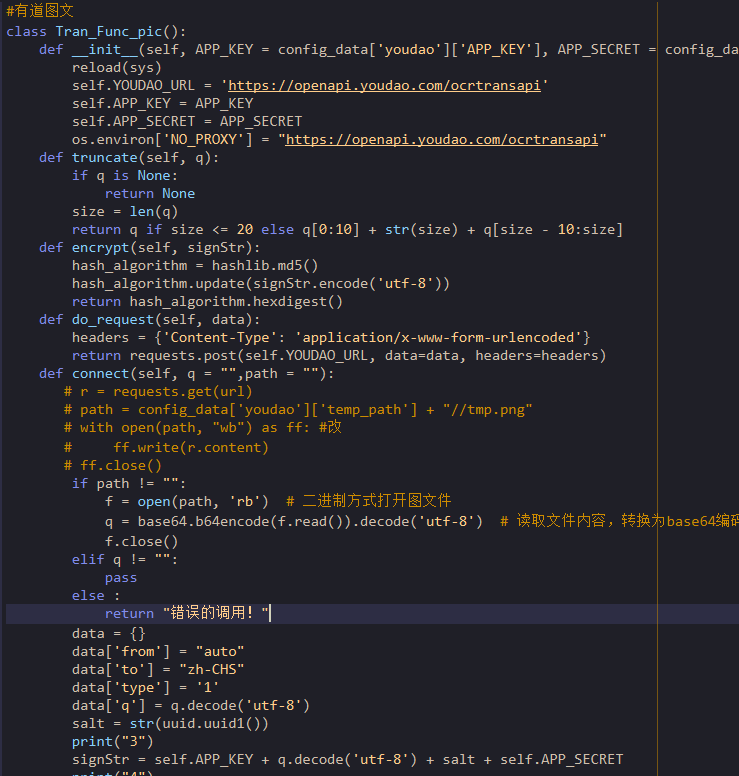 #有道图文
class Tran_Func_pic():
    def __init__(self, APP_KEY = config_data['youdao']['APP_KEY'], APP_SECRET = config_da
        reload(sys)
        self.YOUDAO_URL = 'https://openapi.youdao.com/ocrtransapi'
        self.APP_KEY = APP_KEY
        self.APP_SECRET = APP_SECRET
        os.environ['NO_PROXY'] = "https://openapi.youdao.com/ocrtransapi"
    def truncate(self, q):
        if q is None:
            return None
        size = len(q)
        return q if size <= 20 else q[0:10] + str(size) + q[size - 10:size]
    def encrypt(self, signStr):
        hash_algorithm = hashlib.md5()
        hash_algorithm.update(signStr.encode('utf-8'))
        return hash_algorithm.hexdigest()
    def do_request(self, data):
        headers = {'Content-Type': 'application/x-www-form-urlencoded'}
        return requests.post(self.YOUDAO_URL, data=data, headers=headers)
    def connect(self, q = "",path = ""):
       # r = requests.get(url)
       # path = config_data['youdao']['temp_path'] + "//tmp.png"
       # with open(path, "wb") as ff: #改
       #     ff.write(r.content)
       # ff.close()
        if path != "":
            f = open(path, 'rb')  # 二进制方式打开图文件
            q = base64.b64encode(f.read()).decode('utf-8')  # 读取文件内容，转换为base64编码
            f.close()
        elif q != "":
            pass
        else :
            return "错误的调用！"
        data = {}
        data['from'] = "auto"
        data['to'] = "zh-CHS"
        data['type'] = '1'
        data['q'] = q.decode('utf-8')
        salt = str(uuid.uuid1())
        print("3")
        signStr = self.APP_KEY + q.decode('utf-8') + salt + self.APP_SECRET
        print("4")